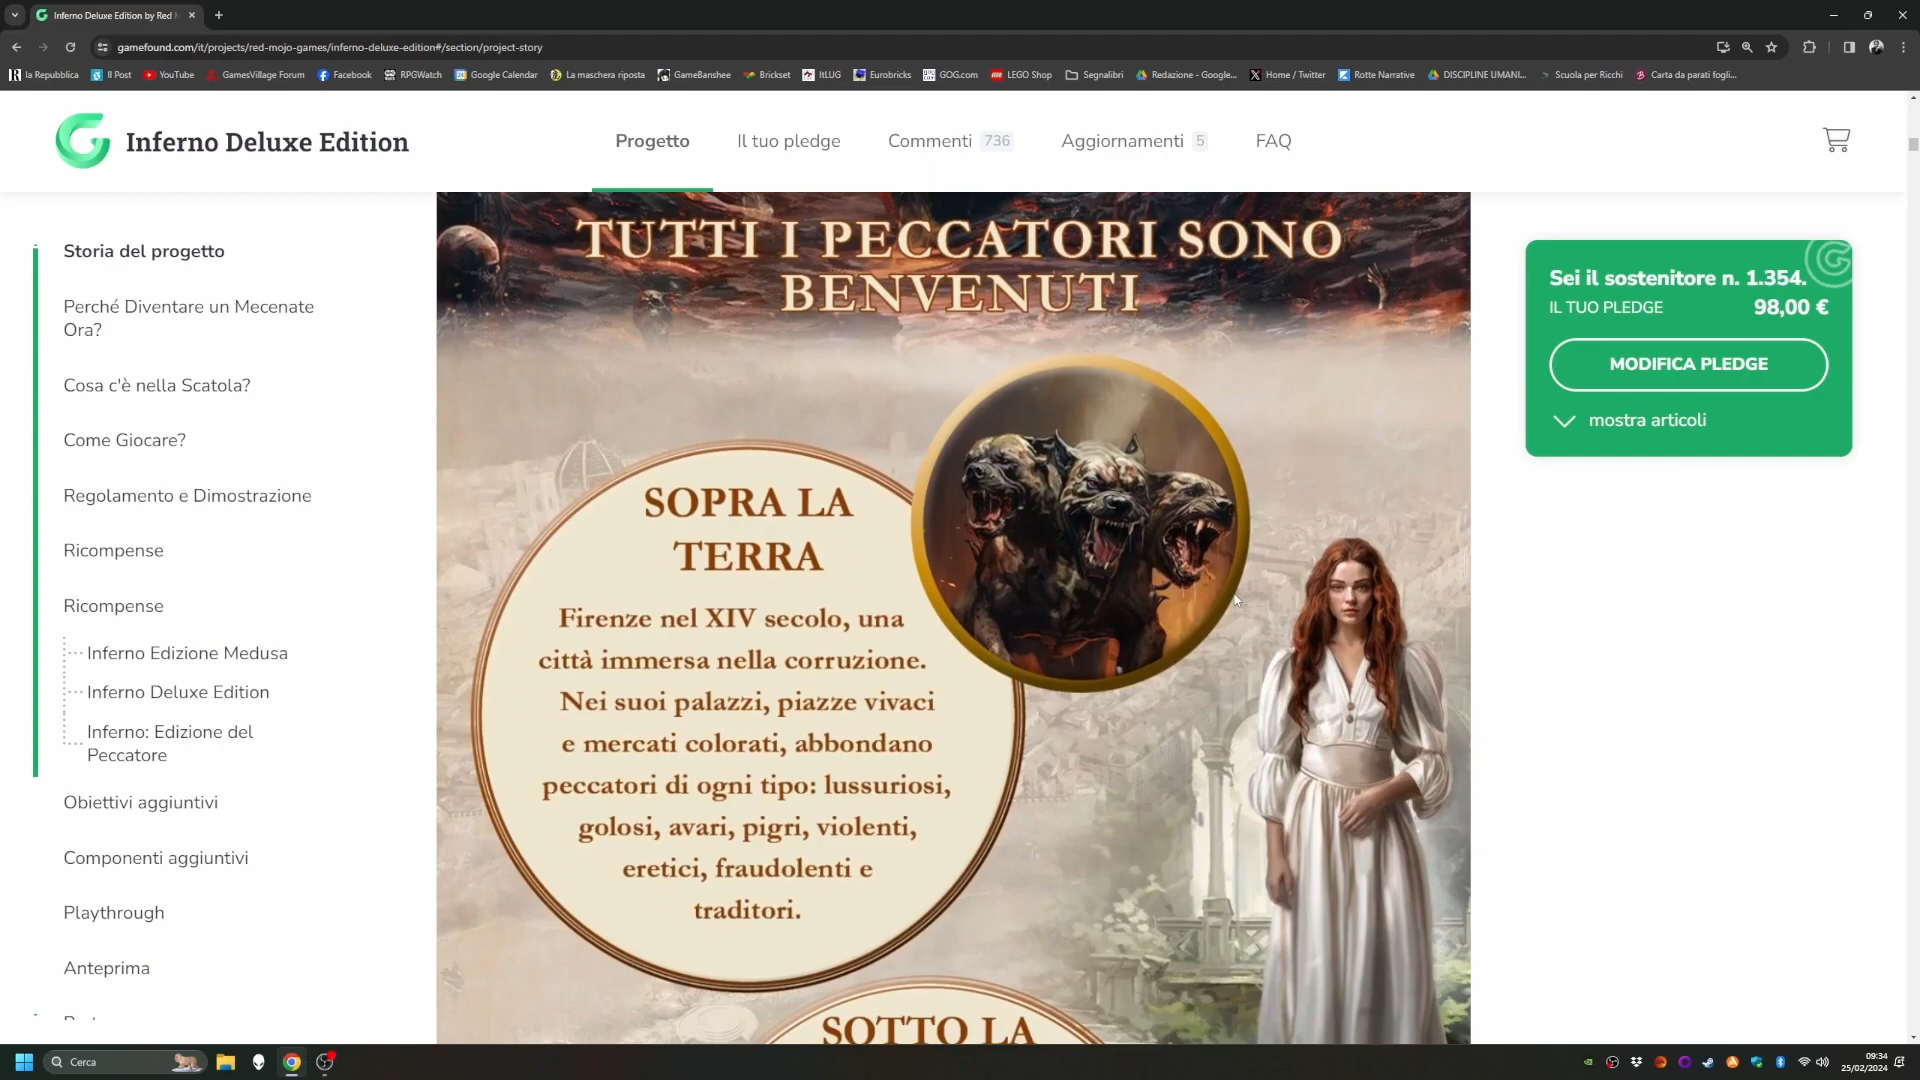 Inferno Deluxe Edition by Red M
gamefound.com/it/projects/red-mojo-games/inferno-deluxe-edition#/section/project-story
la Repubblica
Il Post
YouTube
GamesVillage Forum
Facebook
RPGWatch
Google Calendar
La maschera riposta
GameBanshee
Brickset
ItLUG
Eurobricks
GOG.com
LEGO Shop
Segnalibri
Redazione - Google...
Home / Twitter
Rotte Narrative
DISCIPLINE UMANI...
Scuola per Ricchi
Carta da parati fogli...
Inferno Deluxe Edition
Progetto
Il tuo pledge
Commenti 736
Aggiornamenti 5
FAQ
Storia del progetto
Perché Diventare un Mecenate
Ora?
Cosa c'è nella Scatola?
Come Giocare?
Regolamento e Dimostrazione
Ricompense
Ricompense
Inferno Edizione Medusa
Inferno Deluxe Edition
Inferno: Edizione del
Peccatore
Obiettivi aggiuntivi
Componenti aggiuntivi
Playthrough
Anteprima
TUTTI I PECCATORI SONO
BENVENUTI
SOPRA LA
TERRA
Firenze nel XIV secolo, una
città immersa nella corruzione.
Nei suoi palazzi, piazze vivaci
e mercati colorati, abbondano
peccatori di ogni tipo: lussuriosi,
golosi, avari, pigri, violenti,
eretici, fraudolenti e
traditori.
SOTTO LA
Sei il sostenitore n. 1.354.
IL TUO PLEDGE 98,00 €
MODIFICA PLEDGE
mostra articoli
Cerca
09:34
25/02/2024